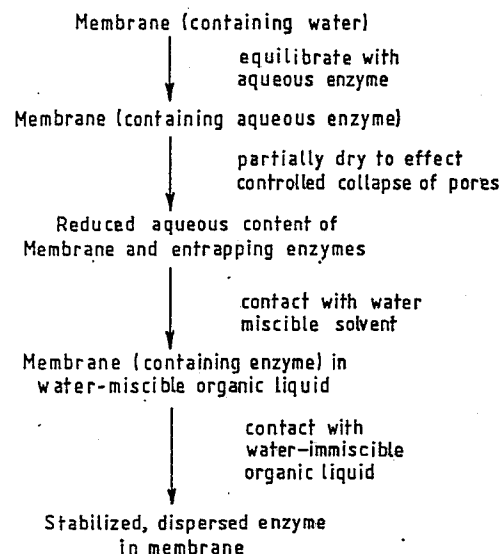 Membrane (containing water)
equilibrate with
aqueous enzyme
Membrane (containing aqueous enzyme)
partially dry to effect
controlled collapse of pores
Reduced aqueous content of
Membrane and entrapping enzymes
contact with water
miscible solvent
Membrane (containing enzyme) in
water-miscible organic liquid
contact with
water-immiscible
organic liquid
Stabilized, dispersed enzyme
in membrane